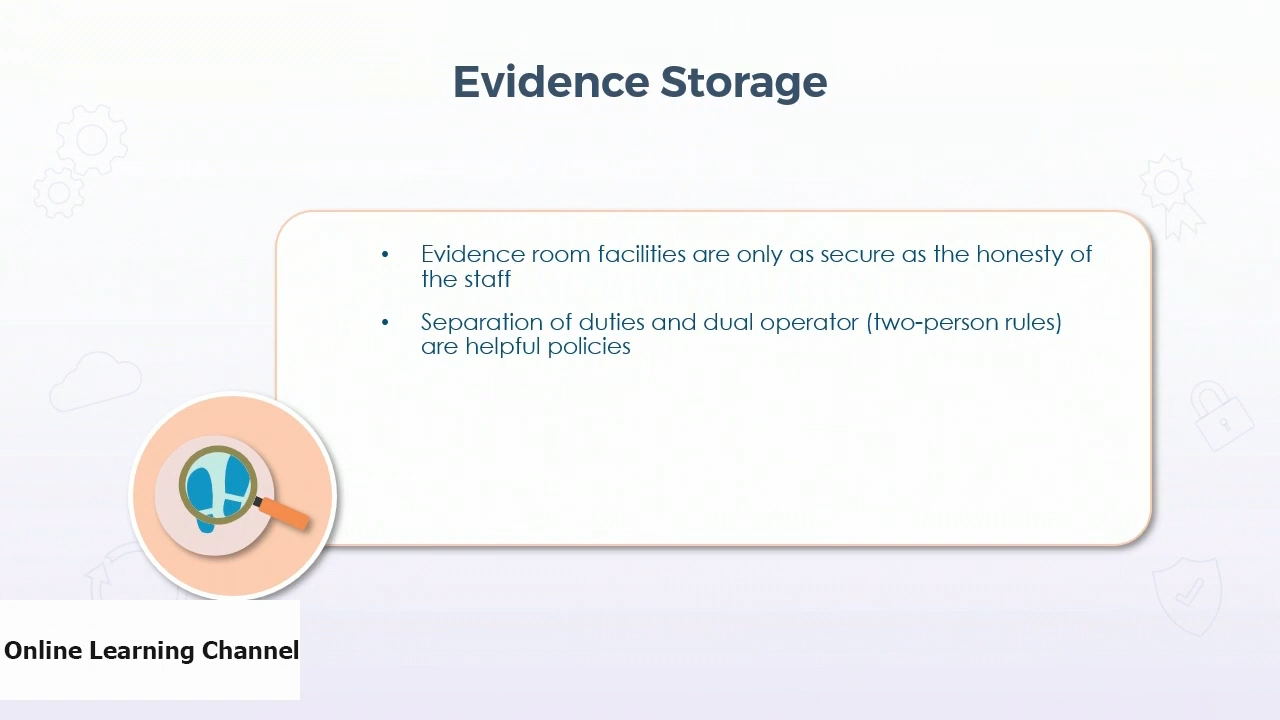 Evidence Storage
• Evidence room facilities are only as secure as the honesty of
the staff
• Separation of duties and dual operator (two-person rules)
are helpful policies
Online Learning Channel